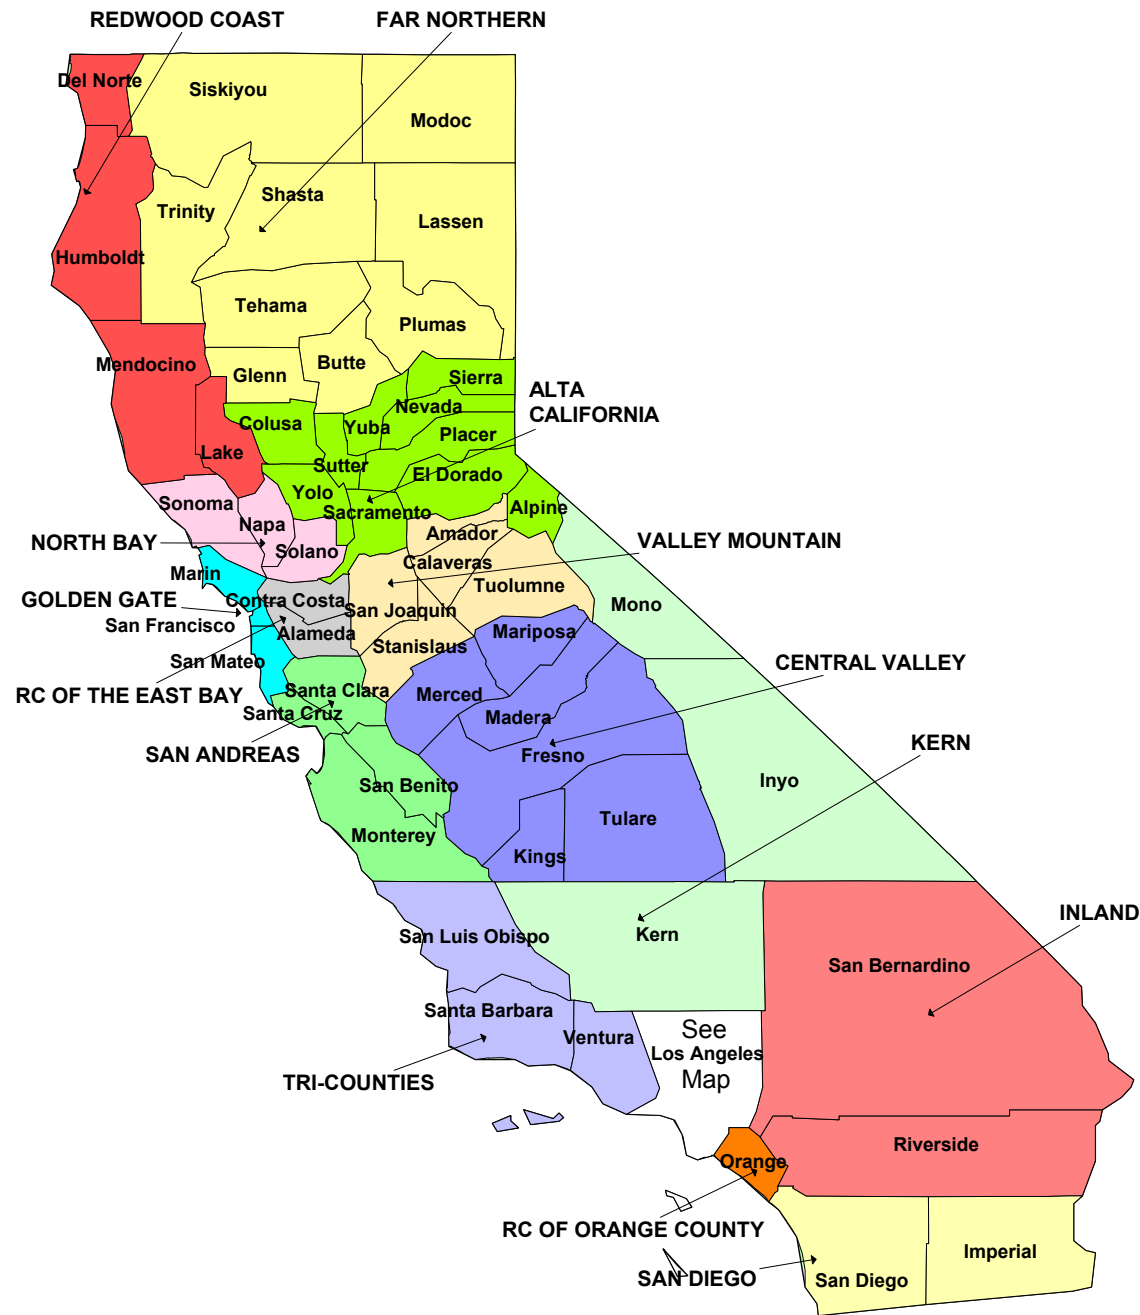 REDWOOD COAST
FAR NORTHERN
Del Norte
Siskiyou
Modoc
Shasta
Trinity
Lassen
Humboldt
Tehama
Plumas
Mendocino
Butte
Glenn
Sierra
ALTA
CALIFORNIA
Nevada
Colusa
Yuba
Placer
Lake
Sutter
El Dorado
Yolo
Sonoma
Sacramento
Alpine
Napa
Amador
NORTH BAY
Solano
VALLEY MOUNTAIN
Calaveras
Marin
Tuolumne
GOLDEN GATE
Contra Costa
San Joaquin
Mono
San Francisco
Alameda
Mariposa
Stanislaus
San Mateo
CENTRAL VALLEY
RC OF THE EAST BAY
Santa Clara
Merced
Santa Cruz
Madera
KERN
SAN ANDREAS
Fresno
San Benito
Inyo
Tulare
Monterey
Kings
INLAND
San Luis Obispo
Kern
San Bernardino
Santa Barbara
Ventura
See
Los Angeles
Map
TRI-COUNTIES
Riverside
Orange
RC OF ORANGE COUNTY
Imperial
SAN DIEGO
San Diego